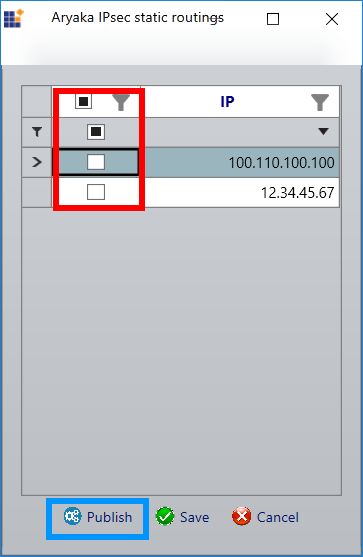 Aryaka IPsec static routings
IP
100.110.100.100
12.34.45.67
Publish Save Cancel